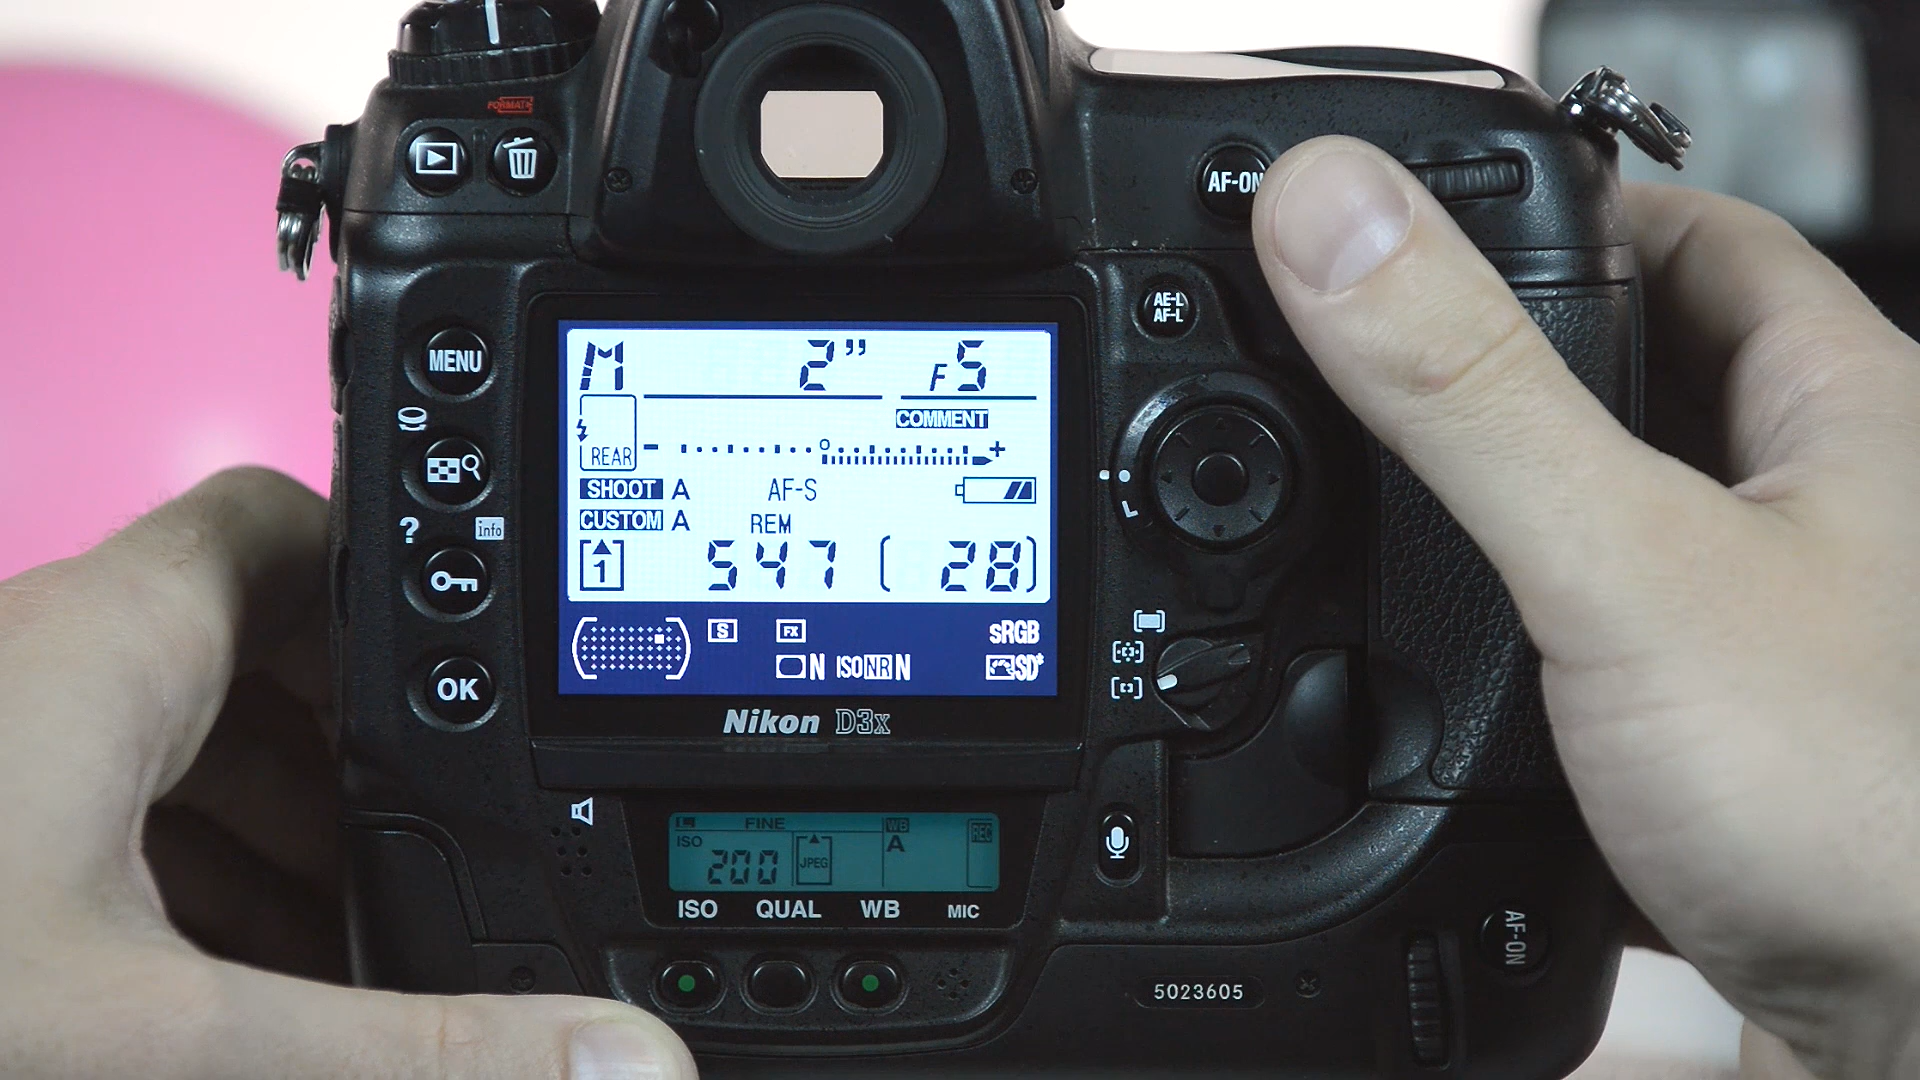 FORMAT
AF-ON
AE-L
AF-L
MENU
M 2" F5
COMMENT
REAR - +
SHOOT A AF-S
CUSTOM A REM
1 547 [ 28]
? info
S FX sRGB
N ISO NR N SD*
OK
L
Nikon D3x
L FINE WB REC
ISO 200 JPEG A
ISO QUAL WB MIC
AF-ON
5023605